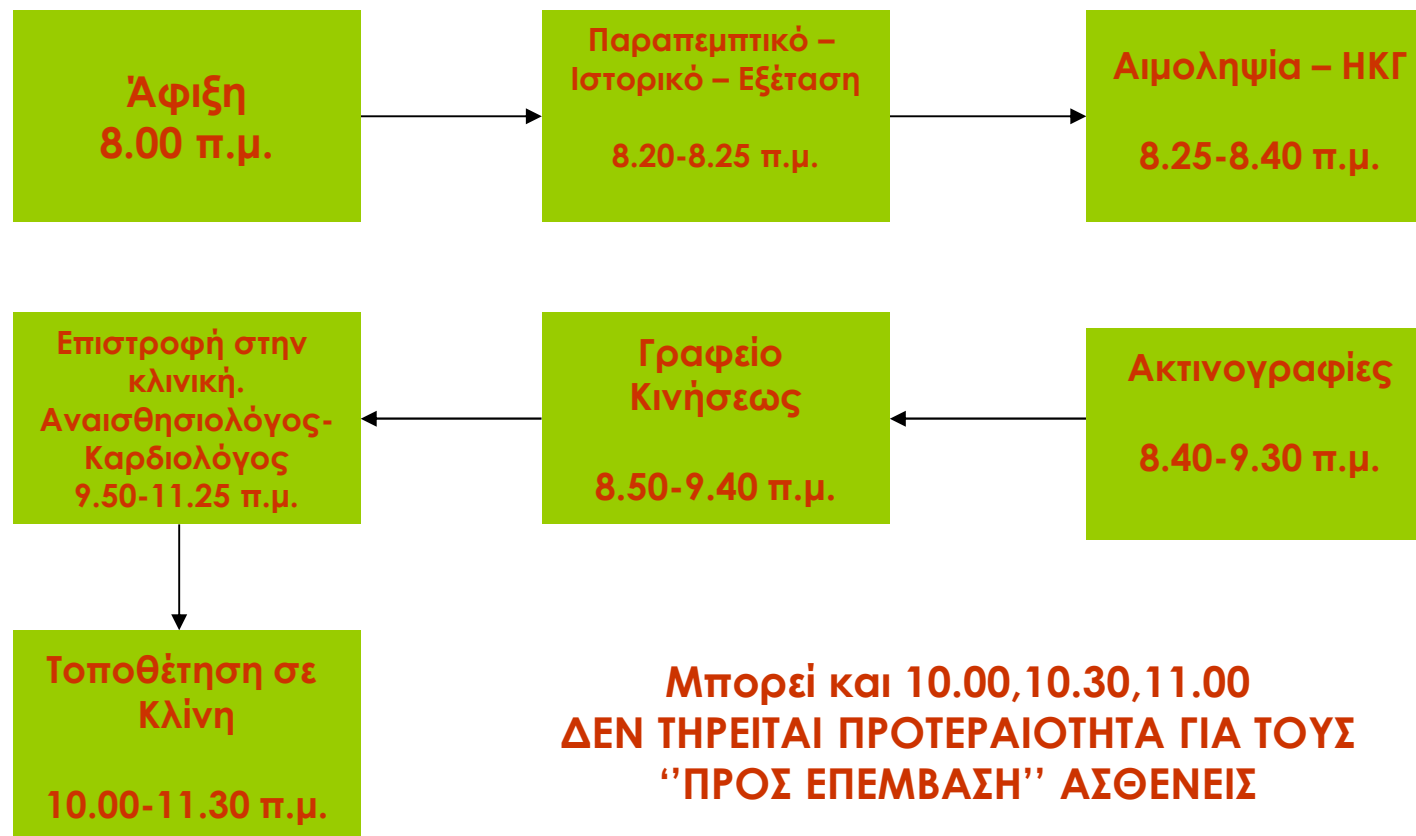 Άφιξη
8.00 π.μ.
Παραπεμπτικό –
Ιστορικό – Εξέταση
8.20-8.25 π.μ.
Αιμοληψία – ΗΚΓ
8.25-8.40 π.μ.
Ακτινογραφίες
8.40-9.30 π.μ.
Γραφείο
Κινήσεως
8.50-9.40 π.μ.
Επιστροφή στην
κλινική.
Αναισθησιολόγος-
Καρδιολόγος
9.50-11.25 π.μ.
Τοποθέτηση σε
Κλίνη
10.00-11.30 π.μ.
Μπορεί και 10.00,10.30,11.00
ΔΕΝ ΤΗΡΕΙΤΑΙ ΠΡΟΤΕΡΑΙΟΤΗΤΑ ΓΙΑ ΤΟΥΣ
‘’ΠΡΟΣ ΕΠΕΜΒΑΣΗ’’ ΑΣΘΕΝΕΙΣ